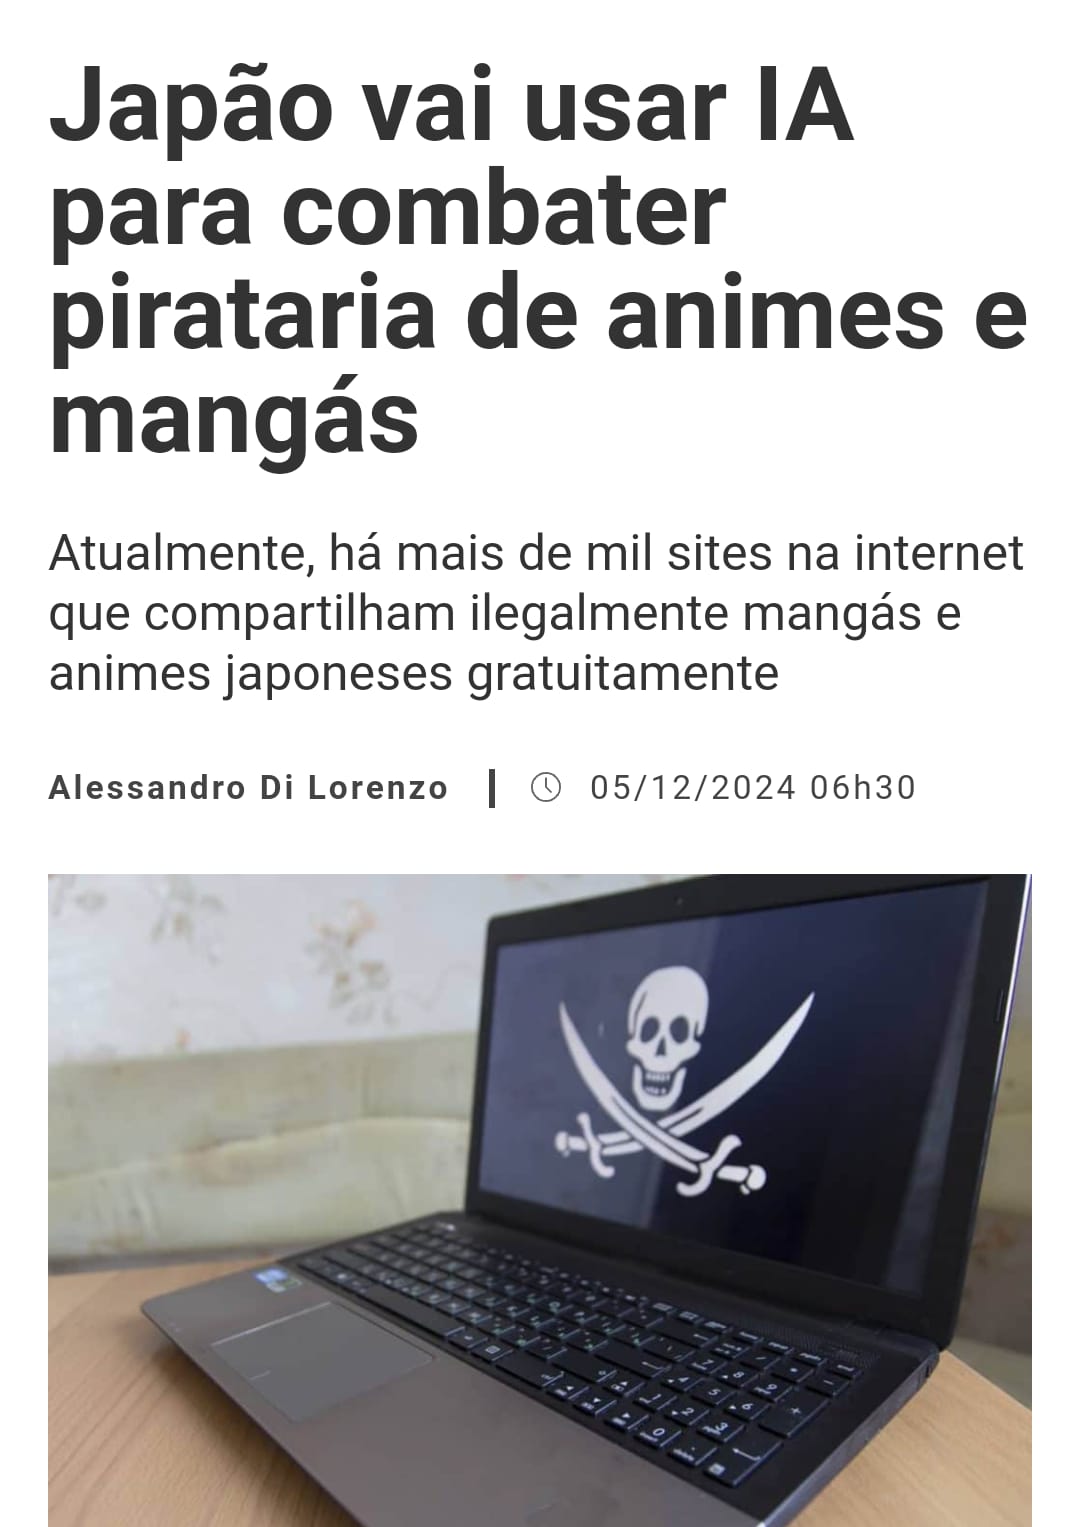 Japão vai usar IA
para combater
pirataria de animes e
mangás
Atualmente, há mais de mil sites na internet
que compartilham ilegalmente mangás e
animes japoneses gratuitamente
Alessandro Di Lorenzo | 05/12/2024 06h30